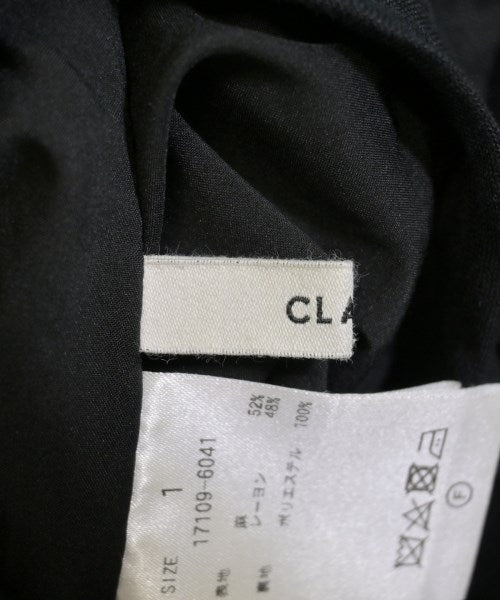 CLA
SIZE 1
17109-6041
表地 麻 52%
レーヨン 48%
裏地 ポリエステル 100%
F